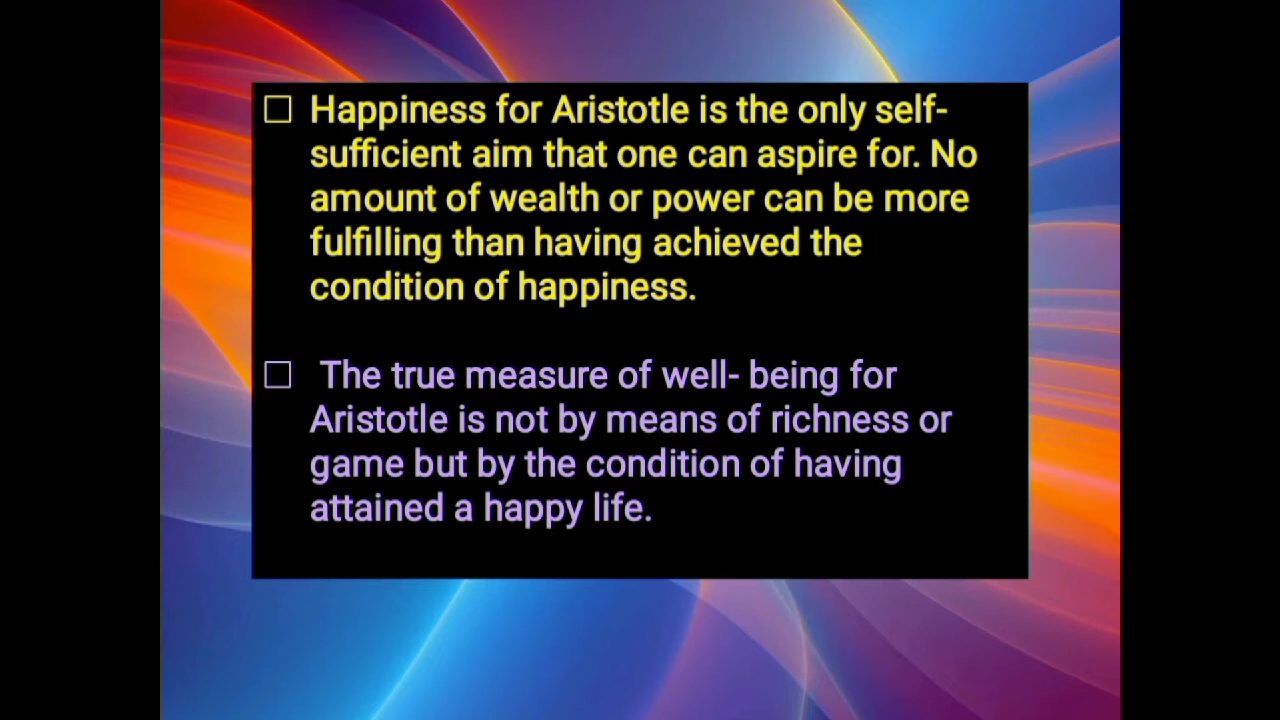 ☐ Happiness for Aristotle is the only self-
sufficient aim that one can aspire for. No
amount of wealth or power can be more
fulfilling than having achieved the
condition of happiness.
☐ The true measure of well- being for
Aristotle is not by means of richness or
game but by the condition of having
attained a happy life.